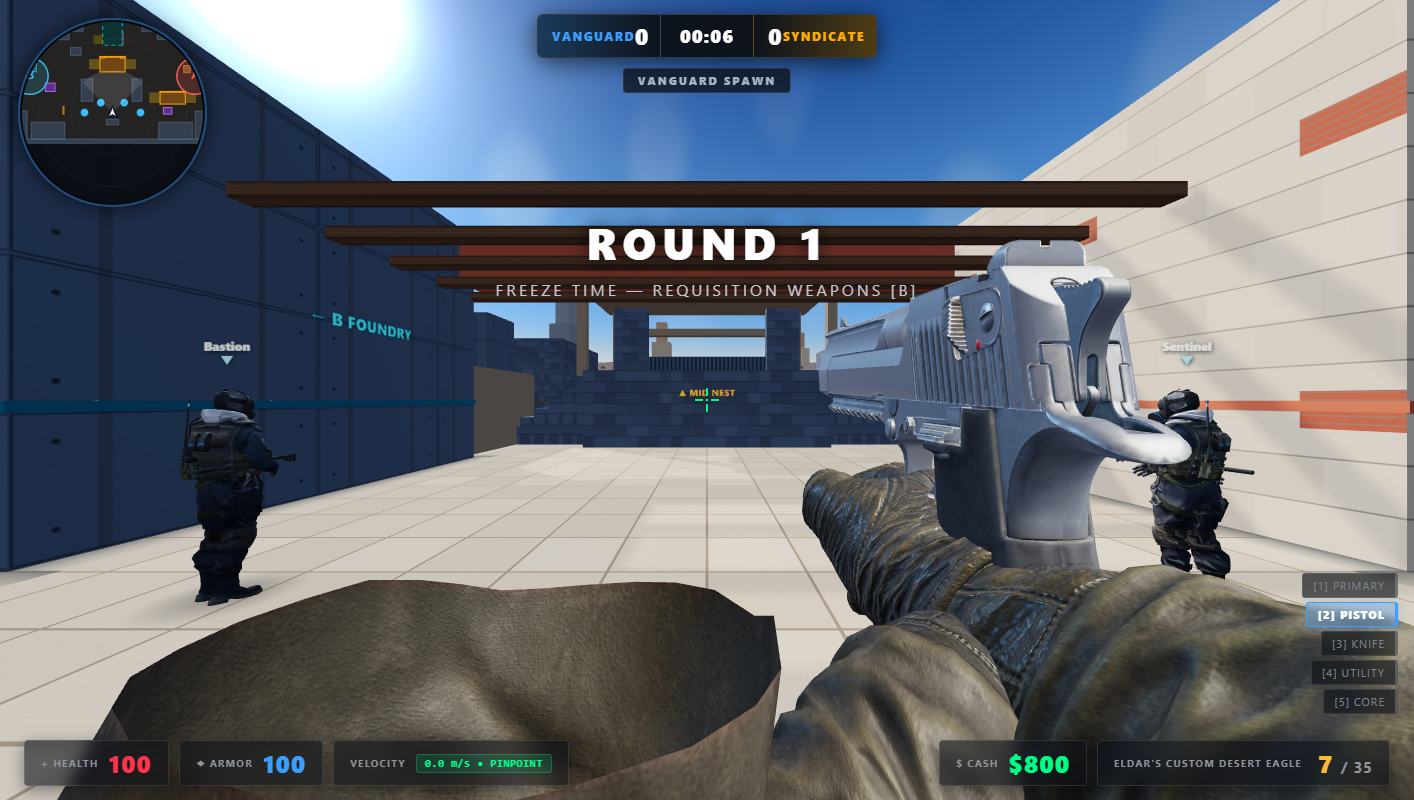 VANGUARD 0 00:06 0 SYNDICATE
VANGUARD SPAWN
ROUND 1
FREEZE TIME — REQUISITION WEAPONS [B]
← B FOUNDRY
Bastion
Sentinel
▲ MID NEST
[1] PRIMARY
[2] PISTOL
[3] KNIFE
[4] UTILITY
[5] CORE
+ HEALTH 100
◆ ARMOR 100
VELOCITY 0.0 m/s • PINPOINT
$ CASH $800
ELDAR'S CUSTOM DESERT EAGLE 7 / 35